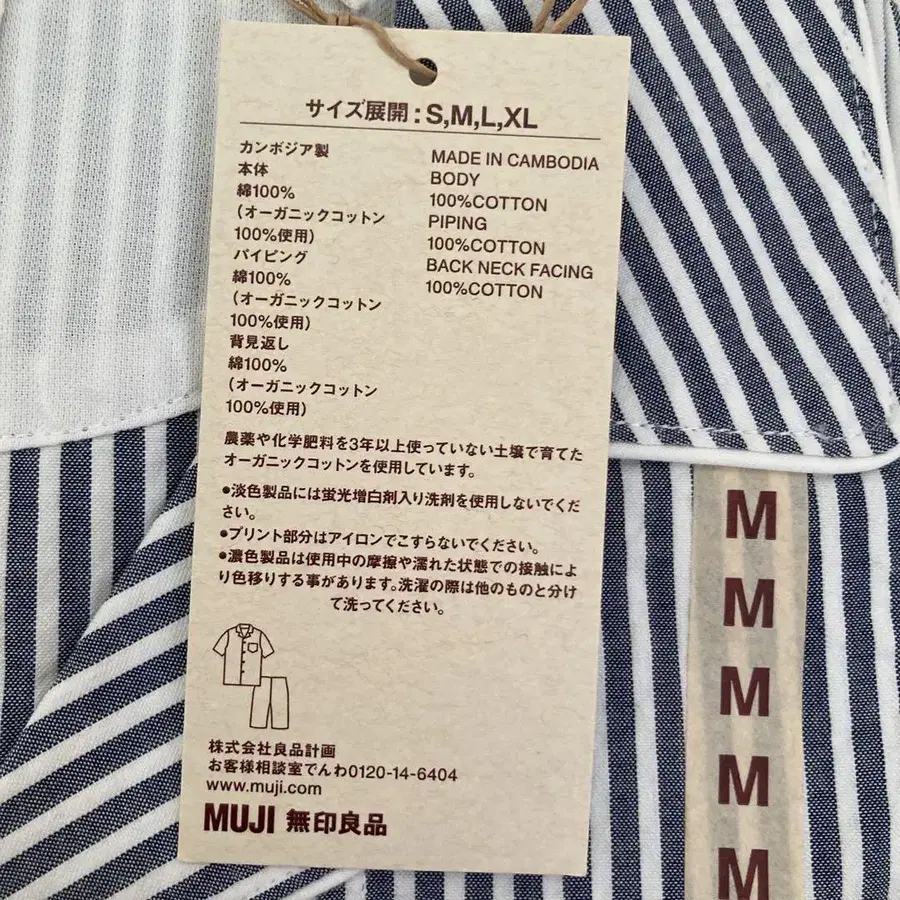 サイズ展開:S,M,L,XL
カンボジア製
本体
綿100%
(オーガニックコットン
100%使用)
パイピング
綿100%
(オーガニックコットン
100%使用)
背見返し
綿100%
(オーガニックコットン
100%使用)
MADE IN CAMBODIA
BODY
100%COTTON
PIPING
100%COTTON
BACK NECK FACING
100%COTTON
農薬や化学肥料を3年以上使っていない土壌で育てた
オーガニックコットンを使用しています。
●淡色製品には蛍光増白剤入り洗剤を使用しないでくだ
さい。
●プリント部分はアイロンでこすらないでください。
●濃色製品は使用中の摩擦や濡れた状態での接触によ
り色移りする事があります。洗濯の際は他のものと分け
て洗ってください。
株式会社良品計画
お客様相談室でんわ0120-14-6404
www.muji.com
MUJI 無印良品
M
M
M
M
M